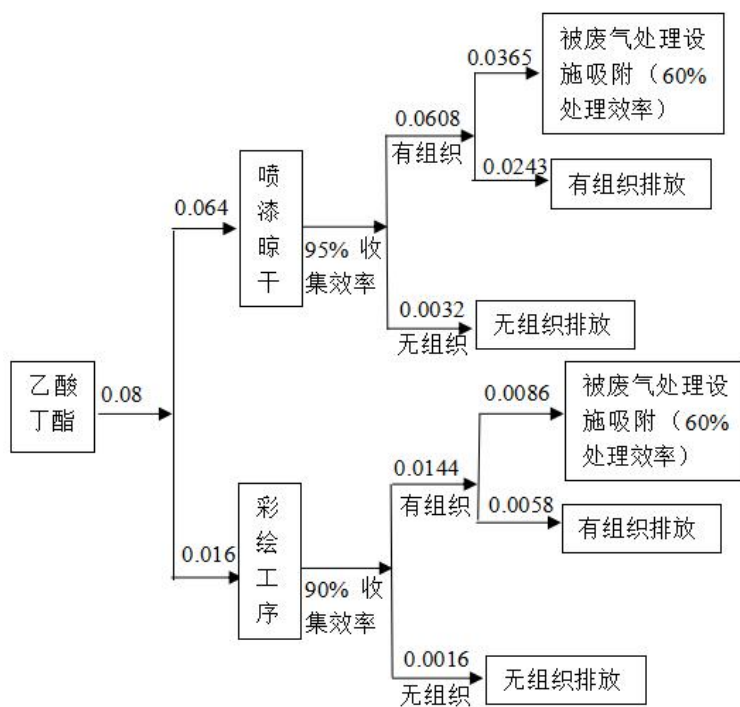 乙酸
丁酯
0.08
0.064
喷
漆
晾
干
95% 收
集效率
0.0608
有组织
0.0365
被废气处理设
施吸附（60%
处理效率）
0.0243
有组织排放
0.0032
无组织
无组织排放
0.016
彩
绘
工
序
90% 收
集效率
0.0144
有组织
0.0086
被废气处理设
施吸附（60%
处理效率）
0.0058
有组织排放
0.0016
无组织
无组织排放